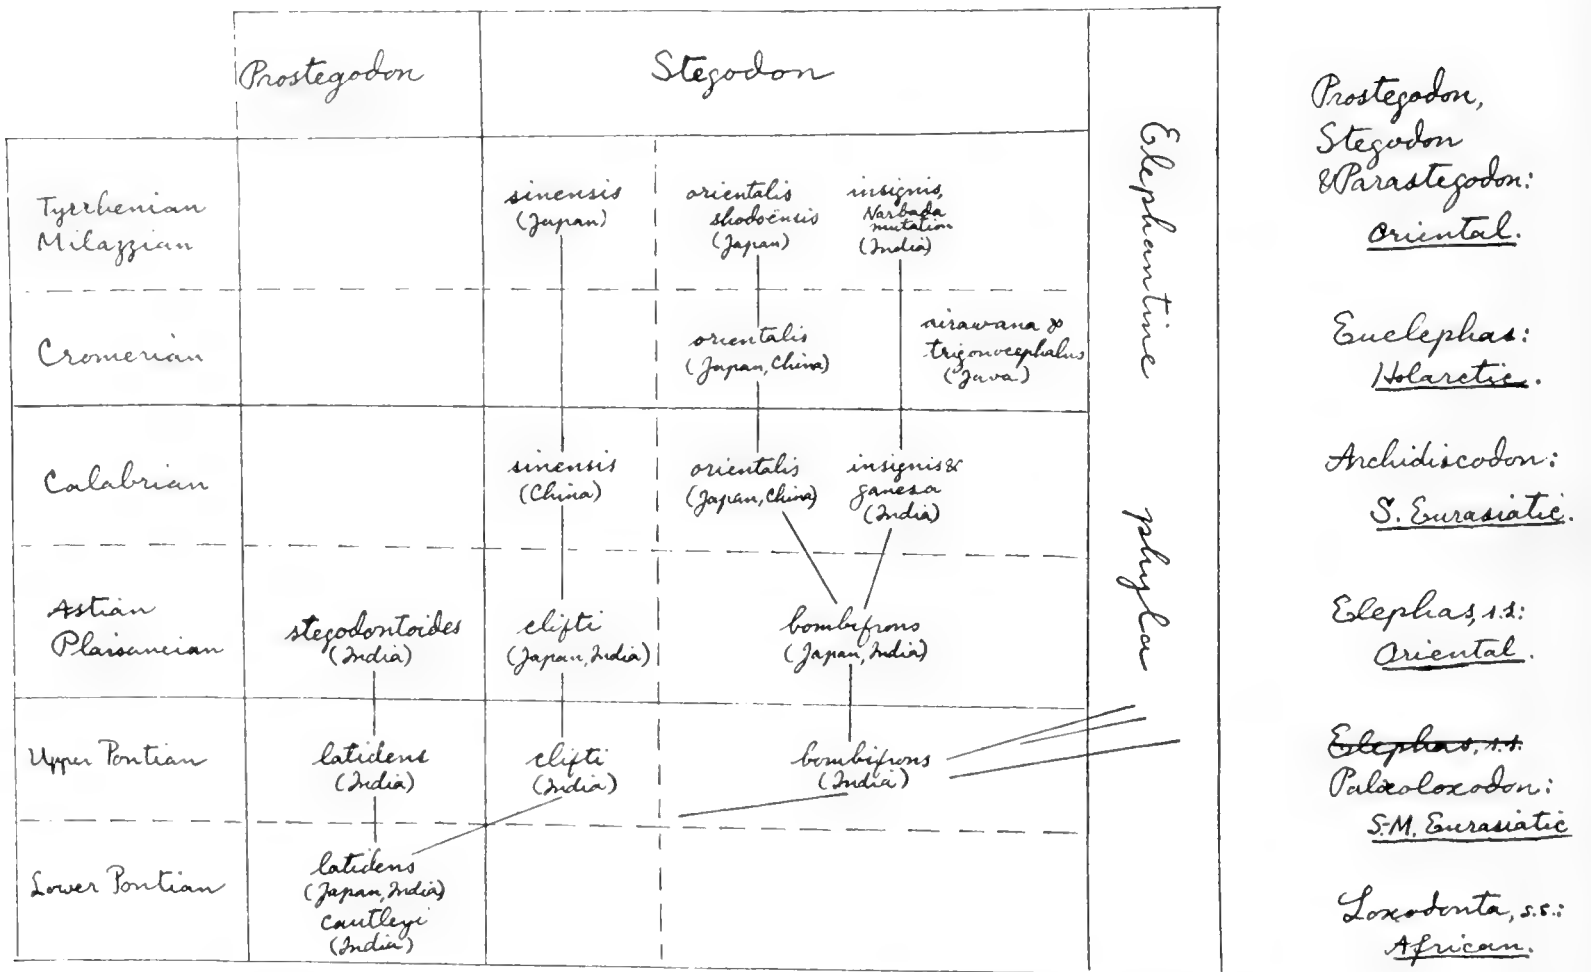 Prostegodon
Stegodon
Tyrrhenian
Milazzian
sinensis
(Japan)
orientalis
shodoënsis
(Japan)
insignis,
Narbada
mutation
(India)
Cromerian
orientalis
(Japan, China)
airawana &
trigonocephalus
(Java)
Calabrian
sinensis
(China)
orientalis
(Japan, China)
insignis &
ganesa
(India)
Astian
Plaisancian
stegodontoides
(India)
clifti
(Japan, India)
bombifrons
(Japan, India)
Upper Pontian
latidens
(India)
clifti
(India)
bombifrons
(India)
Lower Pontian
latidens
(Japan, India)
cautleyi
(India)
Elephantine phyla
Prostegodon,
Stegodon
& Parastegodon:
Oriental.
Euelephas:
Holarctic.
Archidiscodon:
S. Eurasiatic.
Elephas, s.s:
Oriental.
Elephas, s.s.
Palæoloxodon:
S-M. Eurasiatic
Loxodonta, s.s.:
African.